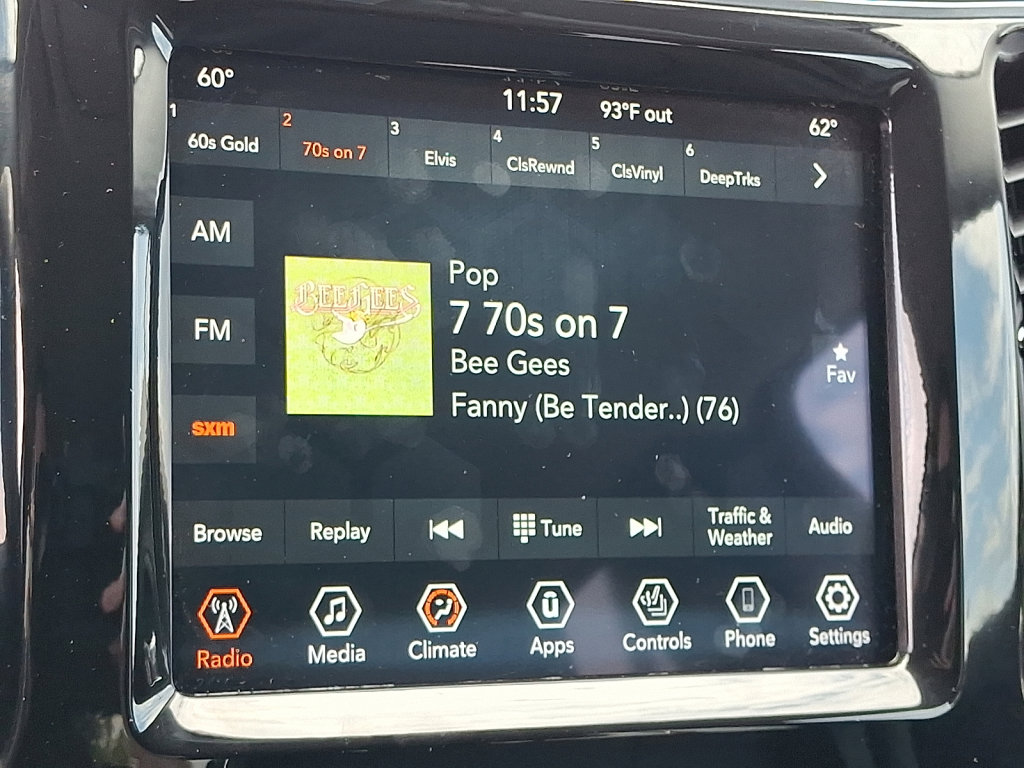 60° 11:57 93°F out 62°
1 60s Gold 2 70s on 7 3 Elvis 4 ClsRewnd 5 ClsVinyl 6 DeepTrks
AM
FM
sxm
BEE GEES
Pop
7 70s on 7
Bee Gees
Fanny (Be Tender..) (76)
Fav
Browse Replay Tune Traffic & Weather Audio
Radio Media Climate ū Apps Controls Phone Settings